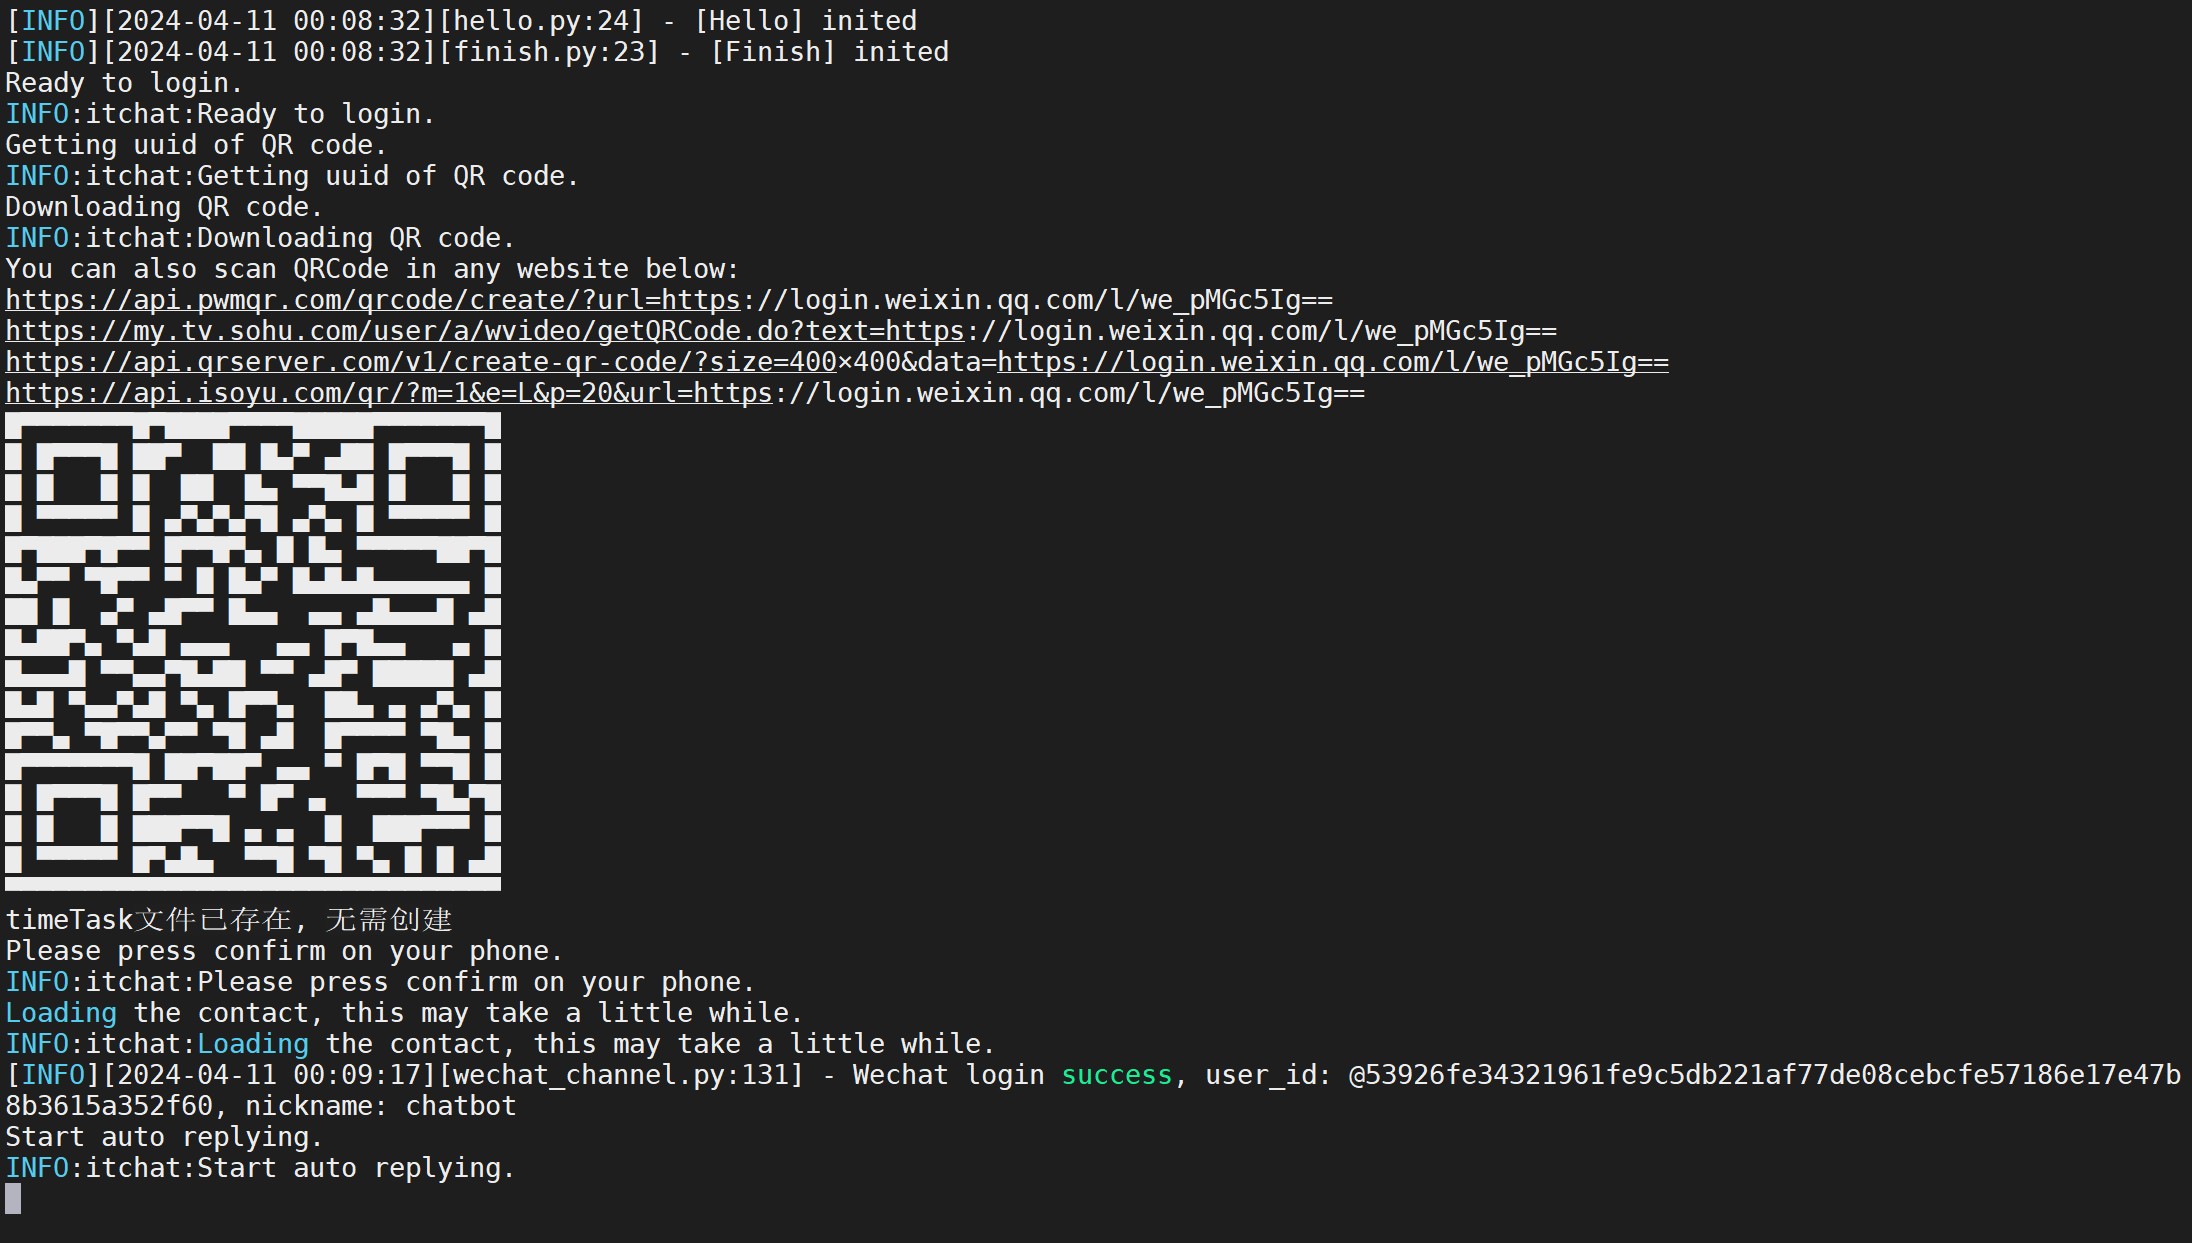 [INFO][2024-04-11 00:08:32][hello.py:24] - [Hello] inited
[INFO][2024-04-11 00:08:32][finish.py:23] - [Finish] inited
Ready to login.
INFO:itchat:Ready to login.
Getting uuid of QR code.
INFO:itchat:Getting uuid of QR code.
Downloading QR code.
INFO:itchat:Downloading QR code.
You can also scan QRCode in any website below:
https://api.pwmqr.com/qrcode/create/?url=https://login.weixin.qq.com/l/we_pMGc5Ig==
https://my.tv.sohu.com/user/a/wvideo/getQRCode.do?text=https://login.weixin.qq.com/l/we_pMGc5Ig==
https://api.qrserver.com/v1/create-qr-code/?size=400×400&data=https://login.weixin.qq.com/l/we_pMGc5Ig==
https://api.isoyu.com/qr/?m=1&e=L&p=20&url=https://login.weixin.qq.com/l/we_pMGc5Ig==
timeTask文件已存在, 无需创建
Please press confirm on your phone.
INFO:itchat:Please press confirm on your phone.
Loading the contact, this may take a little while.
INFO:itchat:Loading the contact, this may take a little while.
[INFO][2024-04-11 00:09:17][wechat_channel.py:131] - Wechat login success, user_id: @53926fe34321961fe9c5db221af77de08cebcfe57186e17e47b
8b3615a352f60, nickname: chatbot
Start auto replying.
INFO:itchat:Start auto replying.